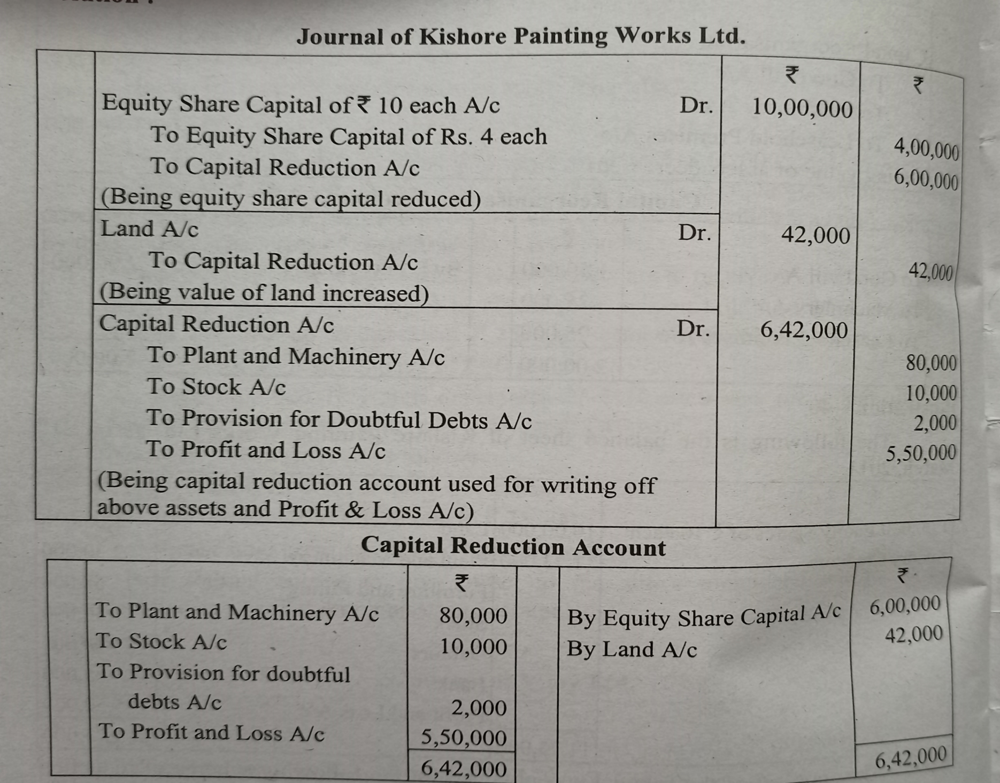 Journal of Kishore Painting Works Ltd.
₹ ₹
Equity Share Capital of ₹ 10 each A/c Dr. 10,00,000
To Equity Share Capital of Rs. 4 each 4,00,000
To Capital Reduction A/c 6,00,000
(Being equity share capital reduced)
Land A/c Dr. 42,000
To Capital Reduction A/c 42,000
(Being value of land increased)
Capital Reduction A/c Dr. 6,42,000
To Plant and Machinery A/c 80,000
To Stock A/c 10,000
To Provision for Doubtful Debts A/c 2,000
To Profit and Loss A/c 5,50,000
(Being capital reduction account used for writing off
above assets and Profit & Loss A/c)
Capital Reduction Account
₹ ₹
To Plant and Machinery A/c 80,000 By Equity Share Capital A/c 6,00,000
To Stock A/c 10,000 By Land A/c 42,000
To Provision for doubtful
debts A/c 2,000
To Profit and Loss A/c 5,50,000
6,42,000 6,42,000